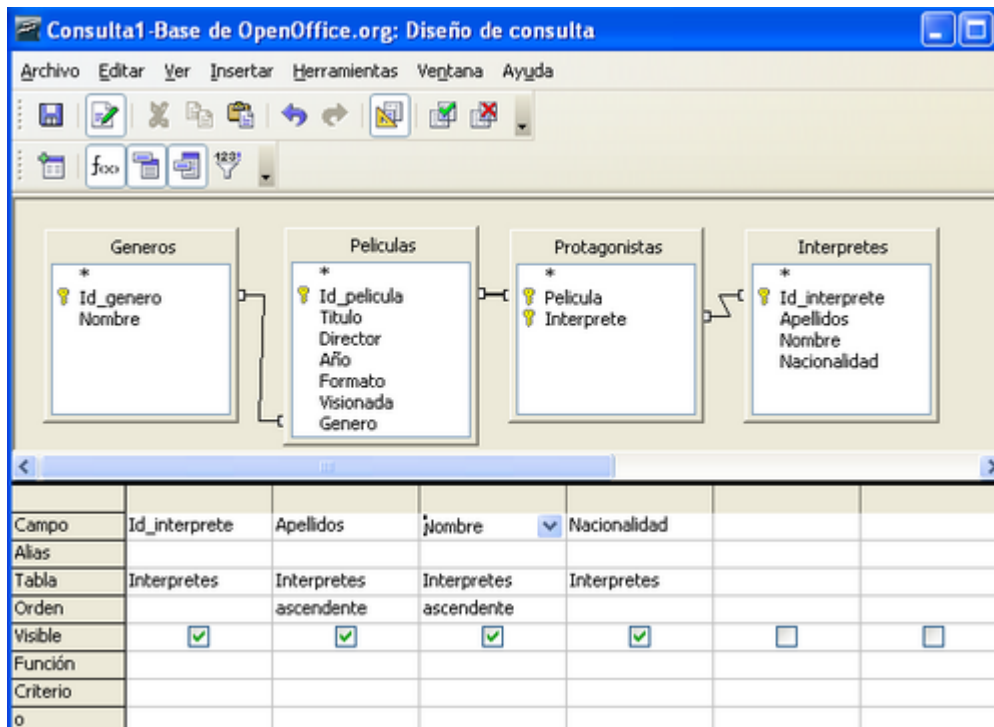 Consulta1-Base de OpenOffice.org: Diseño de consulta
Archivo Editar Ver Insertar Herramientas Ventana Ayuda
f(x) 123!
Generos Peliculas Protagonistas Interpretes
*
Id_genero
Nombre
*
Id_pelicula
Titulo
Director
Año
Formato
Visionada
Genero
*
Pelicula
Interprete
*
Id_interprete
Apellidos
Nombre
Nacionalidad
Campo Id_interprete Apellidos Nombre Nacionalidad
Alias
Tabla Interpretes Interpretes Interpretes Interpretes
Orden ascendente ascendente
Visible
Función
Criterio
o